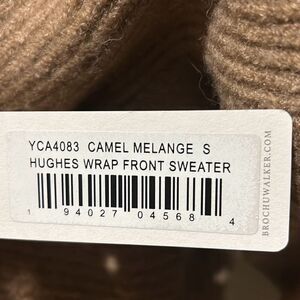 YCA4083 CAMEL MELANGE S
HUGHES WRAP FRONT SWEATER
1 94027 04568 4
BROCHUWALKER.COM